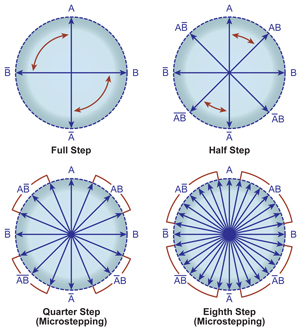 A
B̅ B
A̅
Full Step
A
AB̅ AB
B̅ B
A̅B̅ A̅B
A̅
Half Step
A
AB̅ AB
B̅ B
A̅B̅ A̅B
A̅
Quarter Step
(Microstepping)
A
AB̅ AB
B̅ B
A̅B̅ A̅B
A̅
Eighth Step
(Microstepping)